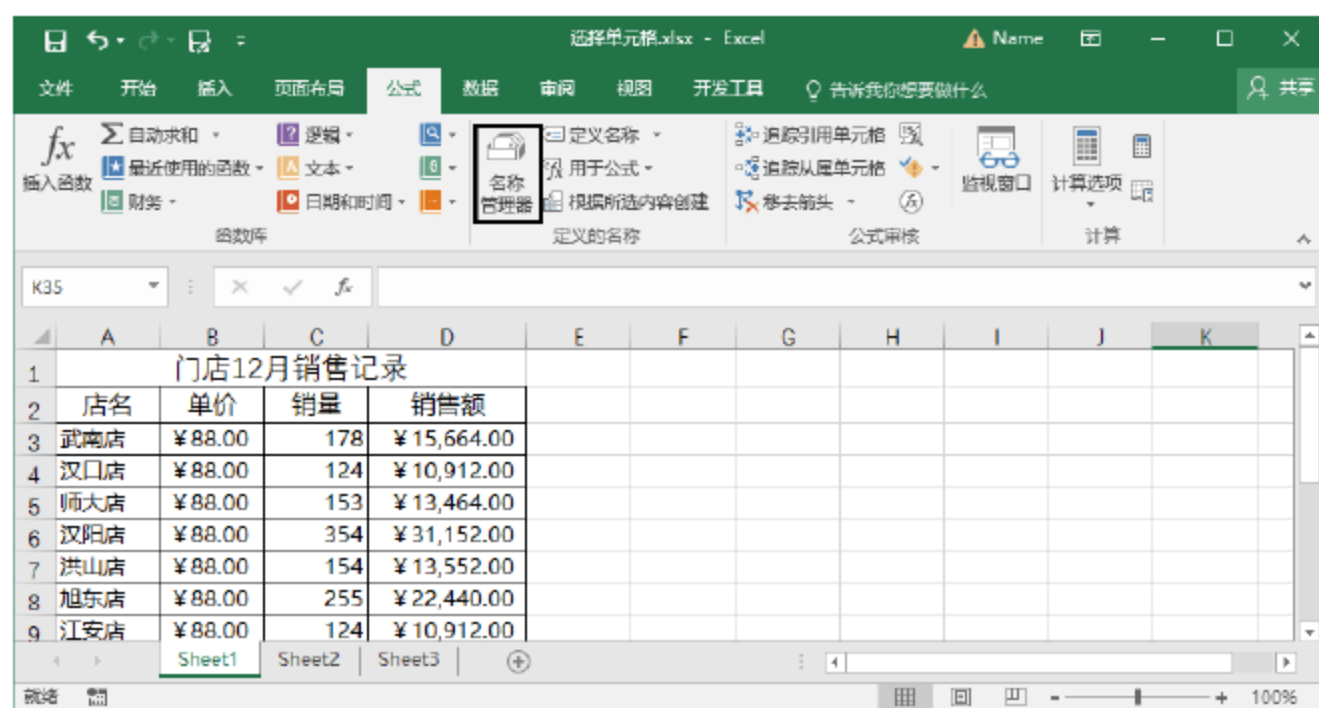 选择单元格.xlsx - Excel
Name
文件 开始 插入 页面布局 公式 数据 审阅 视图 开发工具 告诉我你想要做什么 共享
fx 插入函数
Σ 自动求和
最近使用的函数
财务
逻辑
文本
日期和时间
函数库
名称
管理器
定义名称
用于公式
根据所选内容创建
定义的名称
追踪引用单元格
追踪从属单元格
移去箭头
公式审核
监视窗口
计算选项
计算
K35 fx
A B C D E F G H I J K
1 门店12月销售记录
2 店名 单价 销量 销售额
3 武南店 ¥88.00 178 ¥15,664.00
4 汉口店 ¥88.00 124 ¥10,912.00
5 师大店 ¥88.00 153 ¥13,464.00
6 汉阳店 ¥88.00 354 ¥31,152.00
7 洪山店 ¥88.00 154 ¥13,552.00
8 旭东店 ¥88.00 255 ¥22,440.00
9 江安店 ¥88.00 124 ¥10,912.00
Sheet1 Sheet2 Sheet3
就绪 100%